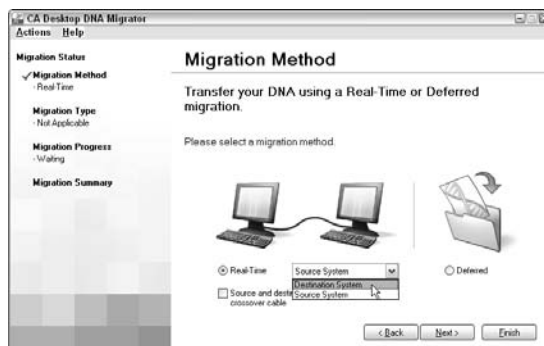 CA Desktop DNA Migrator
Actions Help
Migration Status
Migration Method
- Real-Time
Migration Type
- Not Applicable
Migration Progress
- Waiting
Migration Summary
Migration Method
Transfer your DNA using a Real-Time or Deferred
migration.
Please select a migration method.
Real-Time
Source System
Deferred
Destination System
Source System
Source and dest
crossover cable
< Back
Next >
Finish